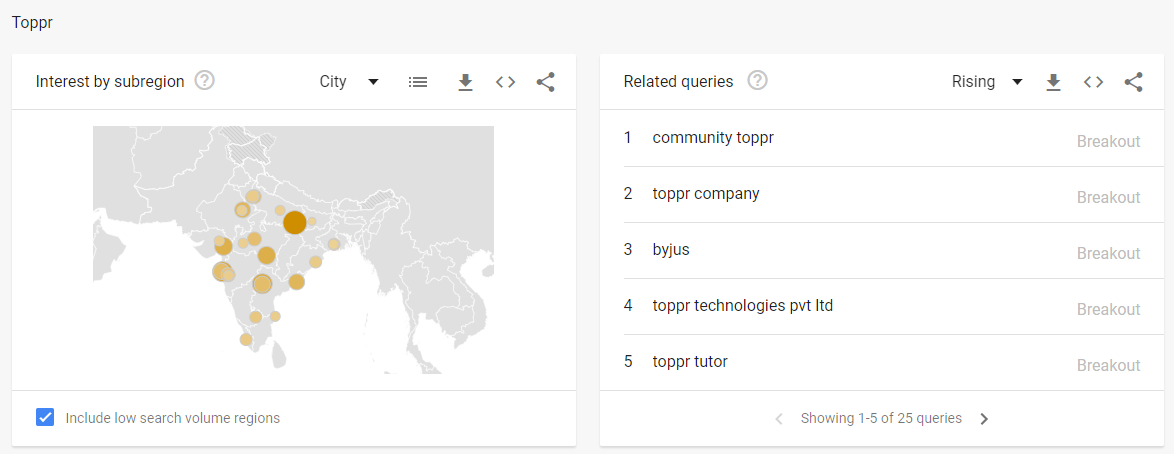 Toppr
Interest by subregion ? City
Related queries ? Rising
1 community toppr Breakout
2 toppr company Breakout
3 byjus Breakout
4 toppr technologies pvt ltd Breakout
5 toppr tutor Breakout
Include low search volume regions
Showing 1-5 of 25 queries